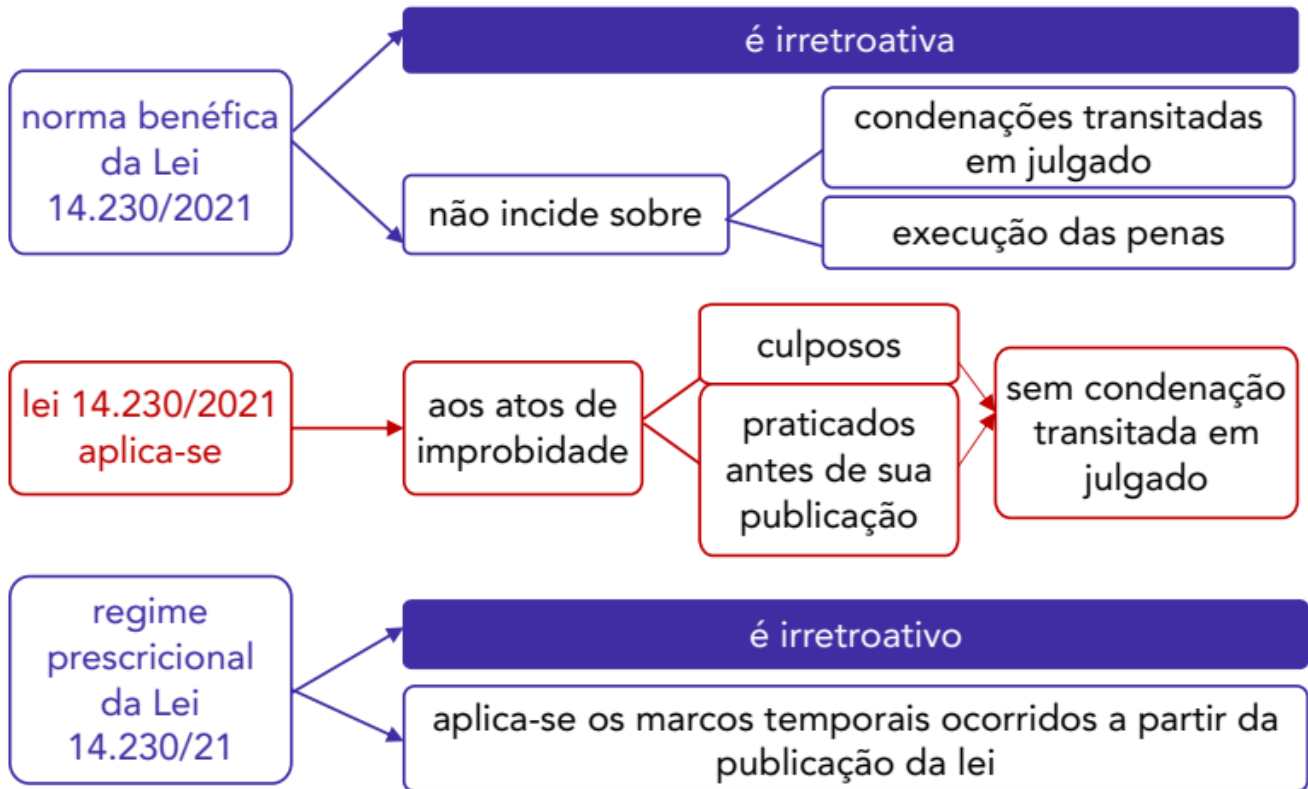 é irretroativa
norma benéfica
da Lei
14.230/2021
condenações transitadas
em julgado
não incide sobre
execução das penas
culposos
lei 14.230/2021
aplica-se
aos atos de
improbidade
praticados
antes de sua
publicação
sem condenação
transitada em
julgado
regime
prescricional
da Lei
14.230/21
é irretroativo
aplica-se os marcos temporais ocorridos a partir da
publicação da lei